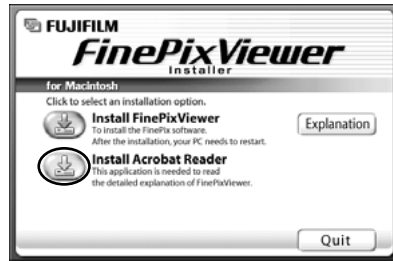 FUJIFILM
FinePixViewer
Installer
for Macintosh
Click to select an installation option.
Install FinePixViewer
To install the FinePix software.
After the installation, your PC needs to restart.
Explanation
Install Acrobat Reader
This application is needed to read
the detailed explanation of FinePixViewer.
Quit